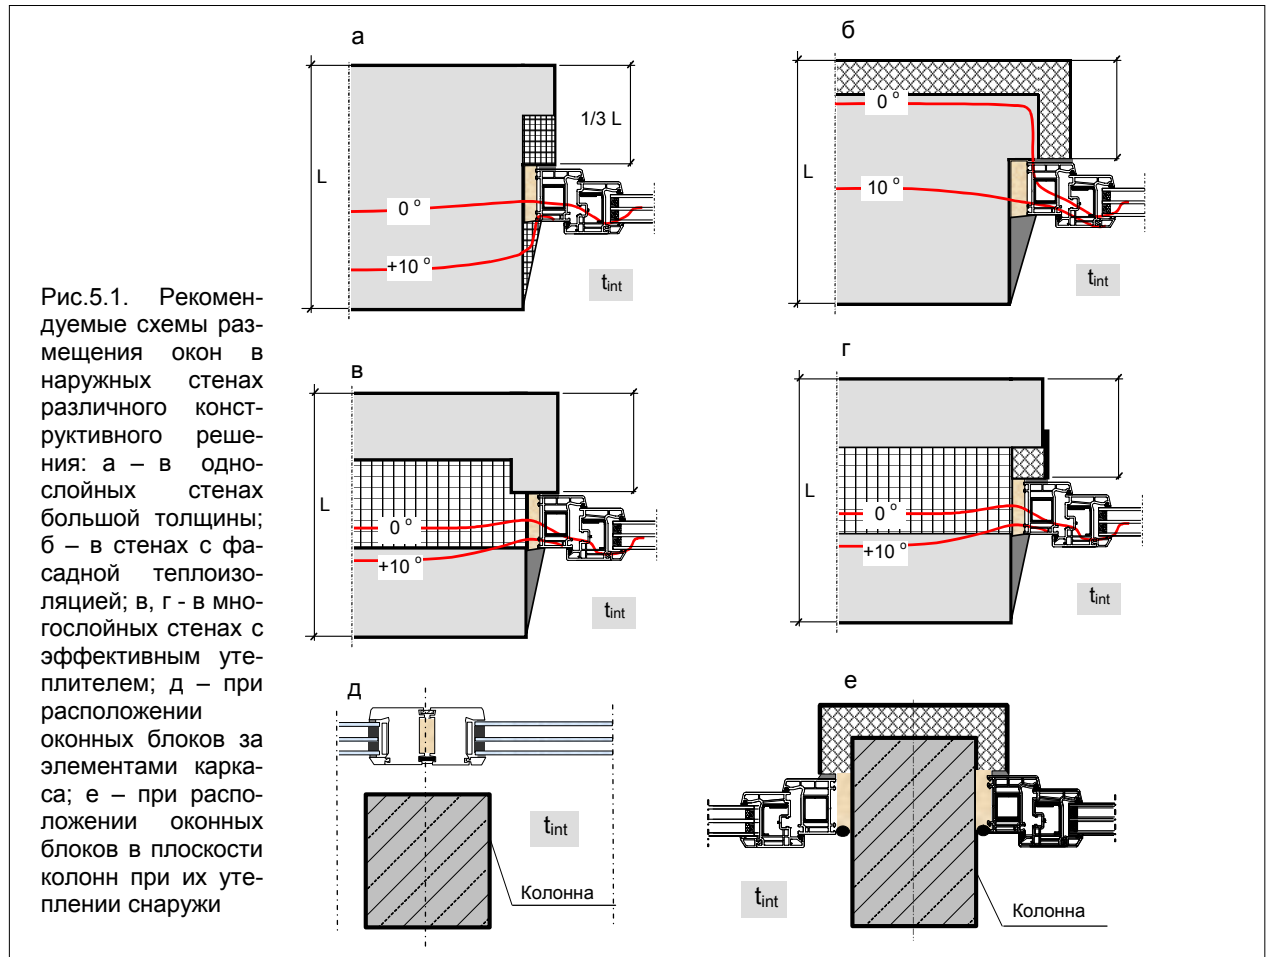 а
1/3 L
L
0 °
+10 °
tint
б
0 °
L
10 °
tint
Рис.5.1. Рекомен-
дуемые схемы раз-
мещения окон в
наружных стенах
различного конст-
руктивного реше-
ния: а – в одно-
слойных стенах
большой толщины;
б – в стенах с фа-
садной теплоизо-
ляцией; в, г - в мно-
гослойных стенах с
эффективным уте-
плителем; д – при
расположении
оконных блоков за
элементами карка-
са; е – при распо-
ложении оконных
блоков в плоскости
колонн при их уте-
плении снаружи
в
L
0 °
+10 °
tint
г
L
0 °
+10 °
tint
д
tint
Колонна
е
tint
Колонна